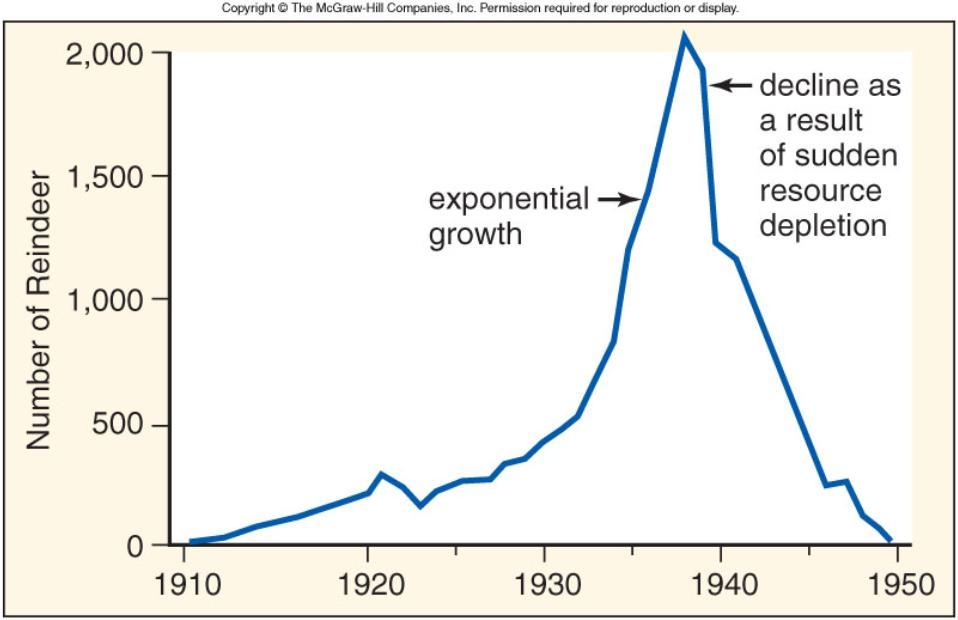 Copyright © The McGraw-Hill Companies, Inc. Permission required for reproduction or display.
2,000
1,500
1,000
500
0
Number of Reindeer
exponential
growth
decline as
a result
of sudden
resource
depletion
1910
1920
1930
1940
1950